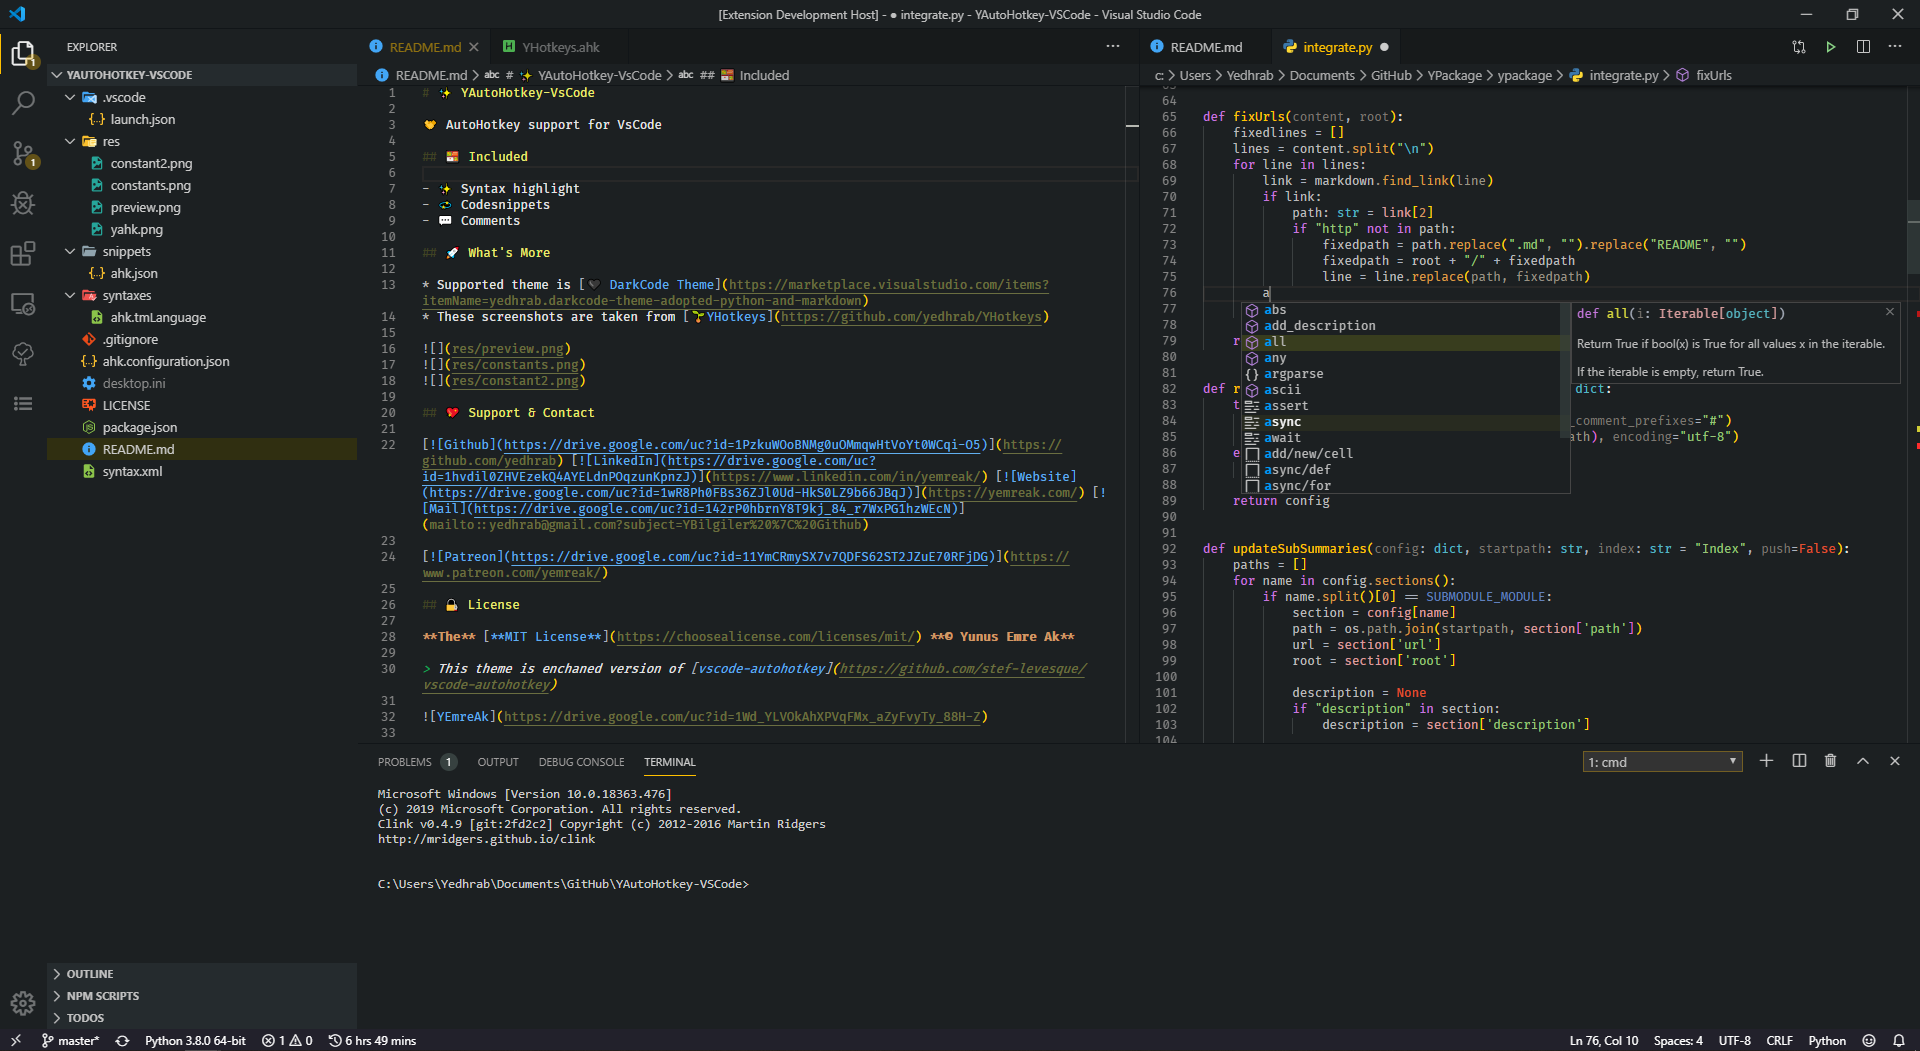 [Extension Development Host] - ● integrate.py - YAutoHotkey-VSCode - Visual Studio Code
EXPLORER
YAUTOHOTKEY-VSCODE
.vscode
launch.json
res
constant2.png
constants.png
preview.png
yahk.png
snippets
ahk.json
syntaxes
ahk.tmLanguage
.gitignore
ahk.configuration.json
desktop.ini
LICENSE
package.json
README.md
syntax.xml
OUTLINE
NPM SCRIPTS
TODOS
README.md
YHotkeys.ahk
README.md > abc # ✨ YAutoHotkey-VsCode > abc ## Included
1 # ✨ YAutoHotkey-VsCode
2
3 AutoHotkey support for VsCode
4
5 ## Included
6
7 - ✨ Syntax highlight
8 - Codesnippets
9 - 💬 Comments
10
11 ## 🚀 What's More
12
13 * Supported theme is [🖤 DarkCode Theme](https://marketplace.visualstudio.com/items?
itemName=yedhrab.darkcode-theme-adopted-python-and-markdown)
14 * These screenshots are taken from [🌱YHotkeys](https://github.com/yedhrab/YHotkeys)
15
16 ![](res/preview.png)
17 ![](res/constants.png)
18 ![](res/constant2.png)
19
20 ## 💖 Support & Contact
21
22 [![Github](https://drive.google.com/uc?id=1PzkuWOoBNMg0uOMmqwHtVoYt0WCqi-O5)](https://
github.com/yedhrab) [![LinkedIn](https://drive.google.com/uc?
id=1hvdil0ZHVEzekQ4AYELdnPOqzunKpnzJ)](https://www.linkedin.com/in/yemreak/) [![Website]
(https://drive.google.com/uc?id=1wR8Ph0FBs36ZJl0Ud-HkS0LZ9b66JBqJ)](https://yemreak.com/) [!
[Mail](https://drive.google.com/uc?id=142rP0hbrnY8T9kj_84_r7WxPG1hzWEcN)]
(mailto::yedhrab@gmail.com?subject=YBilgiler%20%7C%20Github)
23
24 [![Patreon](https://drive.google.com/uc?id=11YmCRmySX7v7QDFS62ST2JZuE70RFjDG)](https://
www.patreon.com/yemreak/)
25
26 ## 🔏 License
27
28 **The** [**MIT License**](https://choosealicense.com/licenses/mit/) **© Yunus Emre Ak**
29
30 > This theme is enchaned version of [vscode-autohotkey](https://github.com/stef-levesque/
vscode-autohotkey)
31
32 ![YEmreAk](https://drive.google.com/uc?id=1Wd_YLVOkAhXPVqFMx_aZyFvyTy_88H-Z)
33
README.md
integrate.py ●
C: > Users > Yedhrab > Documents > GitHub > YPackage > ypackage > integrate.py > fixUrls
64
65 def fixUrls(content, root):
66 fixedlines = []
67 lines = content.split("\n")
68 for line in lines:
69 link = markdown.find_link(line)
70 if link:
71 path: str = link[2]
72 if "http" not in path:
73 fixedpath = path.replace(".md", "").replace("README", "")
74 fixedpath = root + "/" + fixedpath
75 line = line.replace(path, fixedpath)
76 a
77
78
79 r
80
81
82 def r dict:
83 t
84 _comment_prefixes="#")
85 ath), encoding="utf-8")
86 e
87
88
89 return config
90
91
92 def updateSubSummaries(config: dict, startpath: str, index: str = "Index", push=False):
93 paths = []
94 for name in config.sections():
95 if name.split()[0] == SUBMODULE_MODULE:
96 section = config[name]
97 path = os.path.join(startpath, section['path'])
98 url = section['url']
99 root = section['root']
100
101 description = None
102 if "description" in section:
103 description = section['description']
104
abs
add_description
all
any
{} argparse
ascii
assert
async
await
add/new/cell
async/def
async/for
def all(i: Iterable[object])
Return True if bool(x) is True for all values x in the iterable.
If the iterable is empty, return True.
PROBLEMS 1 OUTPUT DEBUG CONSOLE TERMINAL
1: cmd
Microsoft Windows [Version 10.0.18363.476]
(c) 2019 Microsoft Corporation. All rights reserved.
Clink v0.4.9 [git:2fd2c2] Copyright (c) 2012-2016 Martin Ridgers
http://mridgers.github.io/clink
C:\Users\Yedhrab\Documents\GitHub\YAutoHotkey-VSCode>
master* Python 3.8.0 64-bit 1 0 6 hrs 49 mins
Ln 76, Col 10 Spaces: 4 UTF-8 CRLF Python